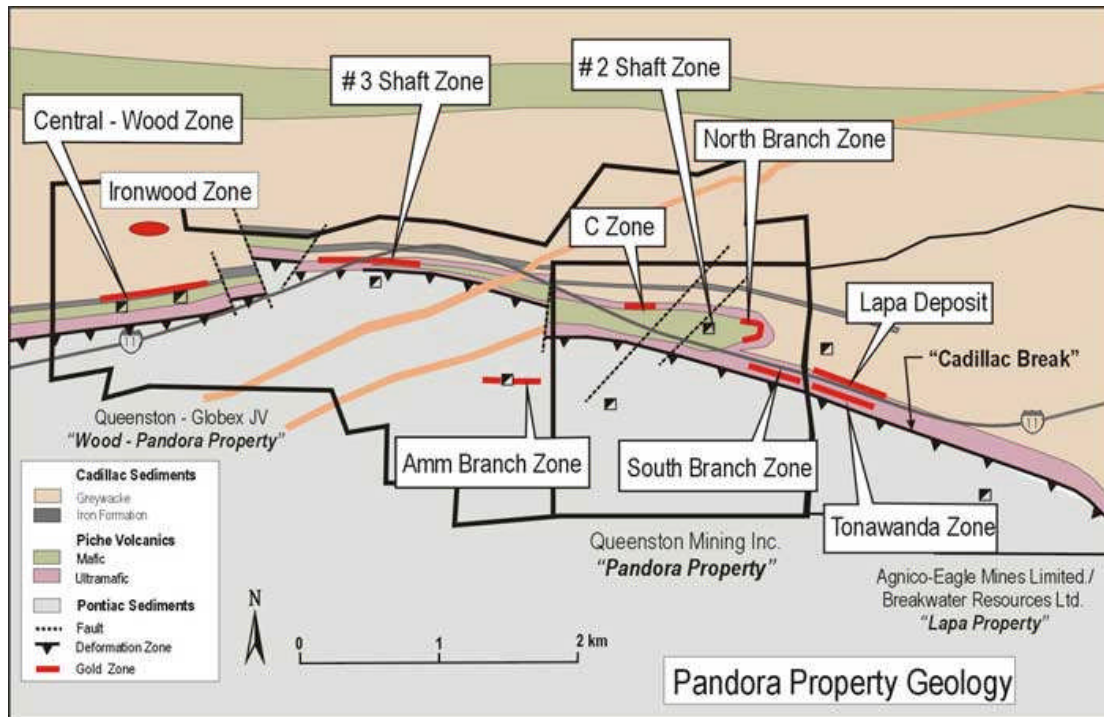 # 3 Shaft Zone
#2 Shaft Zone
Central - Wood Zone
North Branch Zone
Ironwood Zone
C Zone
Lapa Deposit
"Cadillac Break"
11
11
Queenston - Globex JV
"Wood - Pandora Property"
Amm Branch Zone
South Branch Zone
Tonawanda Zone
Queenston Mining Inc.
"Pandora Property"
Agnico-Eagle Mines Limited./
Breakwater Resources Ltd.
"Lapa Property"
Cadillac Sediments
Greywacke
Iron Formation
Piche Volcanics
Mafic
Ultramafic
Pontiac Sediments
Fault
Deformation Zone
Gold Zone
N
0 1 2 km
Pandora Property Geology